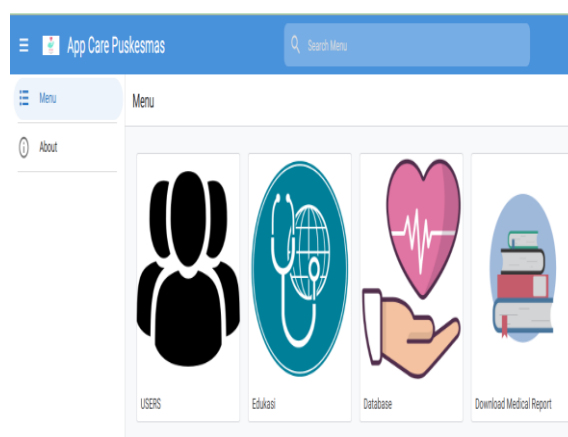 App Care Puskesmas
Search Menu
Menu
Menu
About
USERS
Edukasi
Database
Download Medical Report